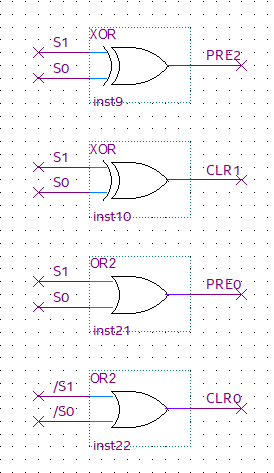 XOR
S1
PRE2
S0
inst9
XOR
S1
CLR1
S0
inst10
OR2
S1
PRE0
S0
inst21
OR2
/S1
CLR0
/S0
inst22